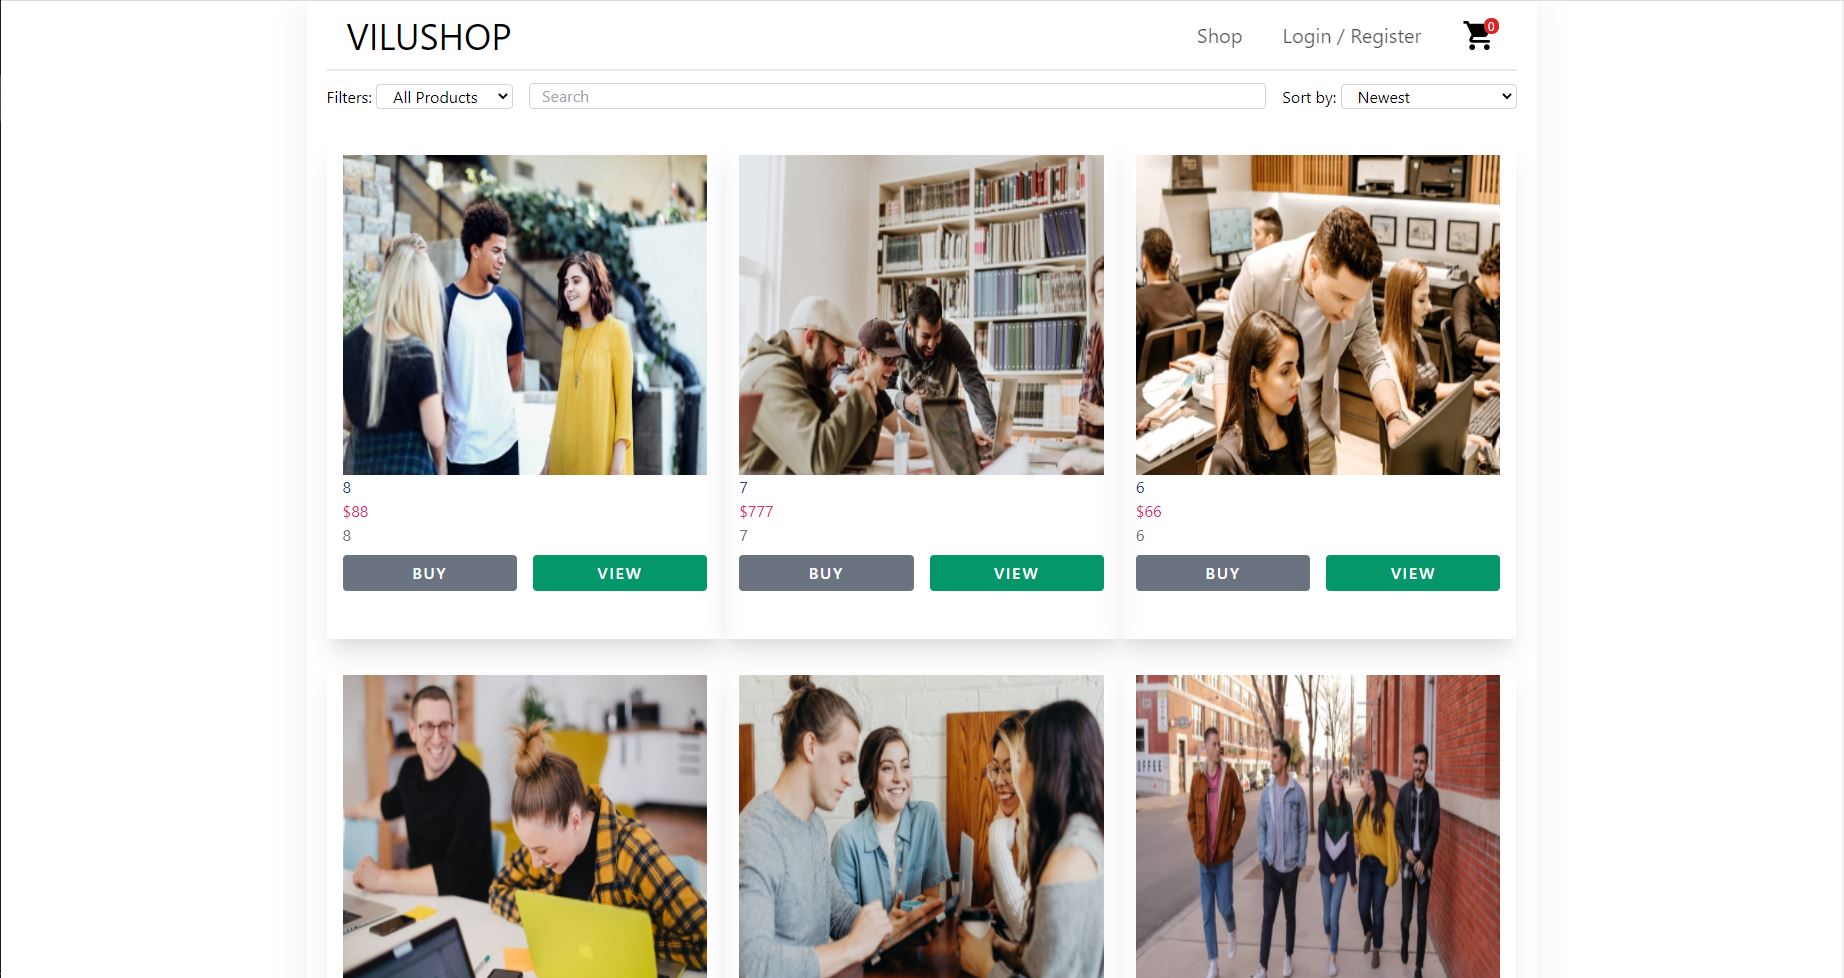 VILUSHOP
Shop Login / Register 0
Filters: All Products Search Sort by: Newest
8 7 6
$88 $777 $66
8 7 6
BUY VIEW BUY VIEW BUY VIEW
OFFEE